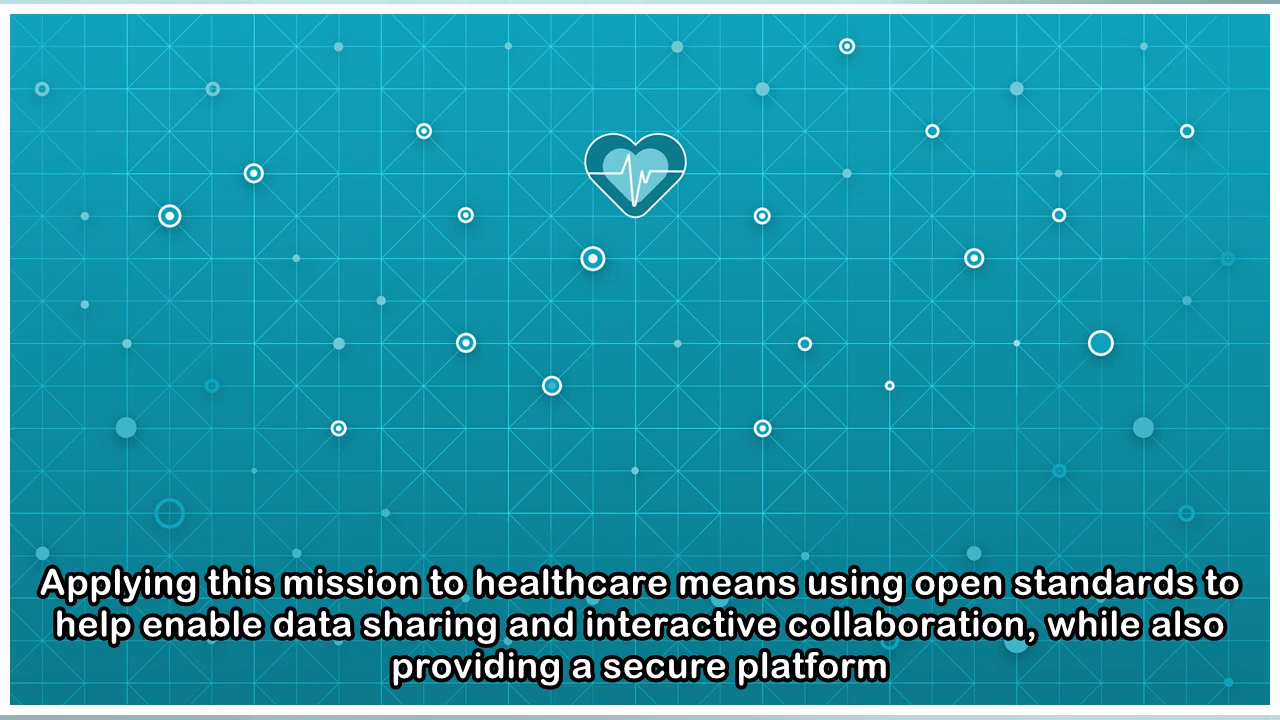 Applying this mission to healthcare means using open standards to
help enable data sharing and interactive collaboration, while also
providing a secure platform